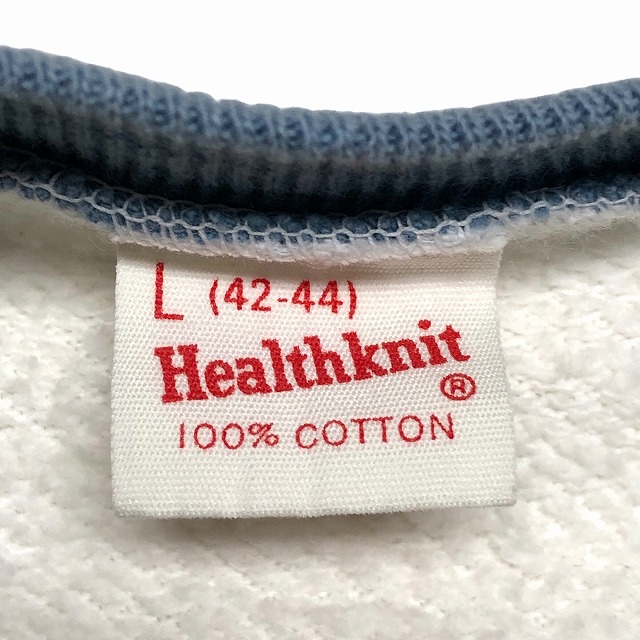 L (42-44)
Healthknit
®
100% COTTON